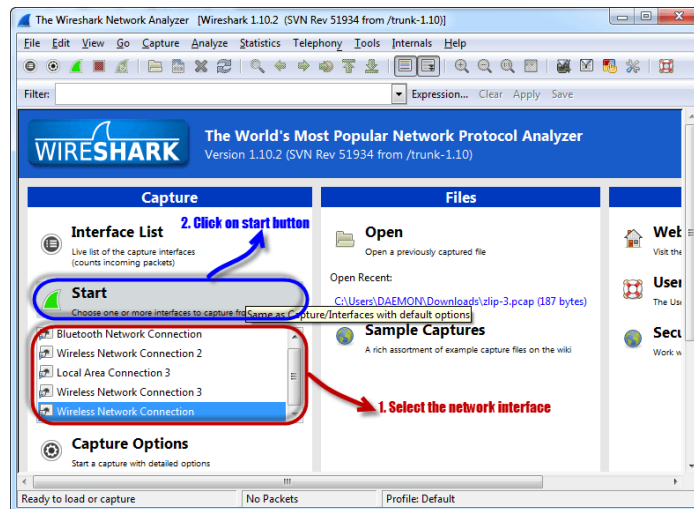 The Wireshark Network Analyzer [Wireshark 1.10.2 (SVN Rev 51934 from /trunk-1.10)]
File Edit View Go Capture Analyze Statistics Telephony Tools Internals Help
Filter: Expression... Clear Apply Save
WIRESHARK
The World's Most Popular Network Protocol Analyzer
Version 1.10.2 (SVN Rev 51934 from /trunk-1.10)
Capture
Interface List
Live list of the capture interfaces
(counts incoming packets)
2. Click on start button
Start
Choose one or more interfaces to capture
Same as Capture/Interfaces with default options
Bluetooth Network Connection
Wireless Network Connection 2
Local Area Connection 3
Wireless Network Connection 3
Wireless Network Connection
1. Select the network interface
Capture Options
Start a capture with detailed options
Files
Open
Open a previously captured file
Open Recent:
C:\Users\DAEMON\Downloads\zlip-3.pcap (187 bytes)
Sample Captures
A rich assortment of example capture files on the wiki
Visit the
User
Work w
Ready to load or capture No Packets Profile: Default